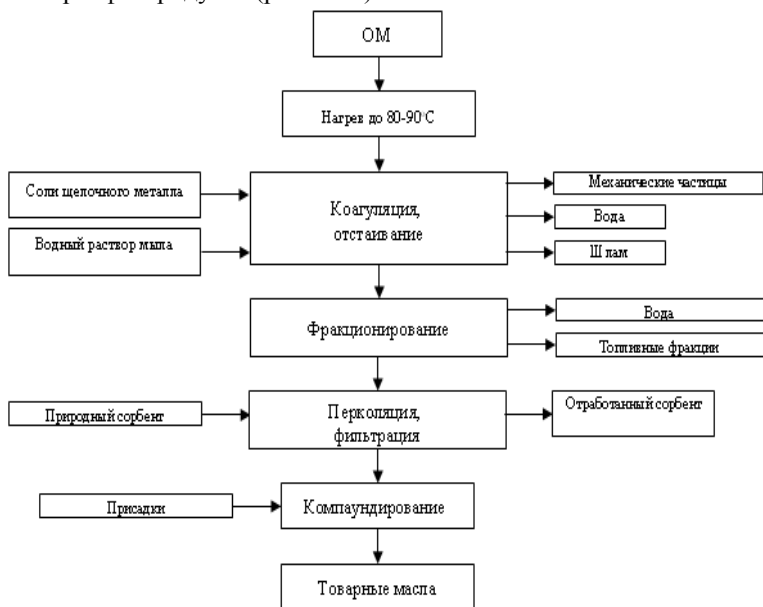 ОМ
Нагрев до 80-90°С
Соли щелочного металла
Водный раствор мыла
Коагуляция,
отстаивание
Механические частицы
Вода
Шлам
Фракционирование
Вода
Топливные фракции
Природный сорбент
Перколяция,
фильтрация
Отработанный сорбент
Присадки
Компаундирование
Товарные масла